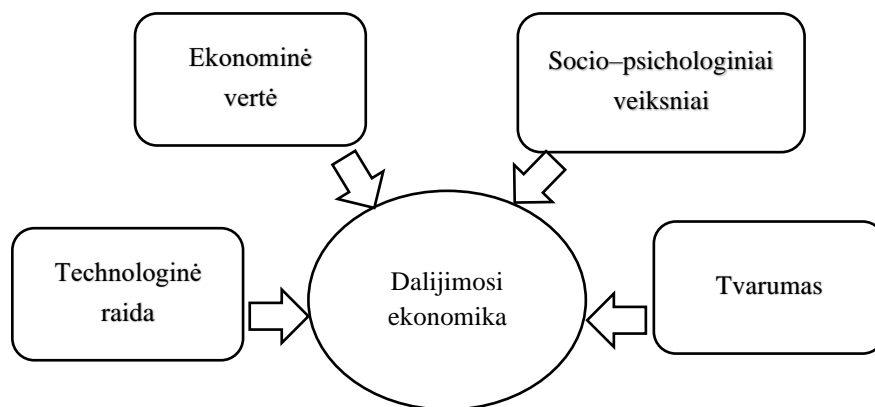 Ekonominė
vertė
Socio–psichologiniai
veiksniai
Technologinė
raida
Dalijimosi
ekonomika
Tvarumas